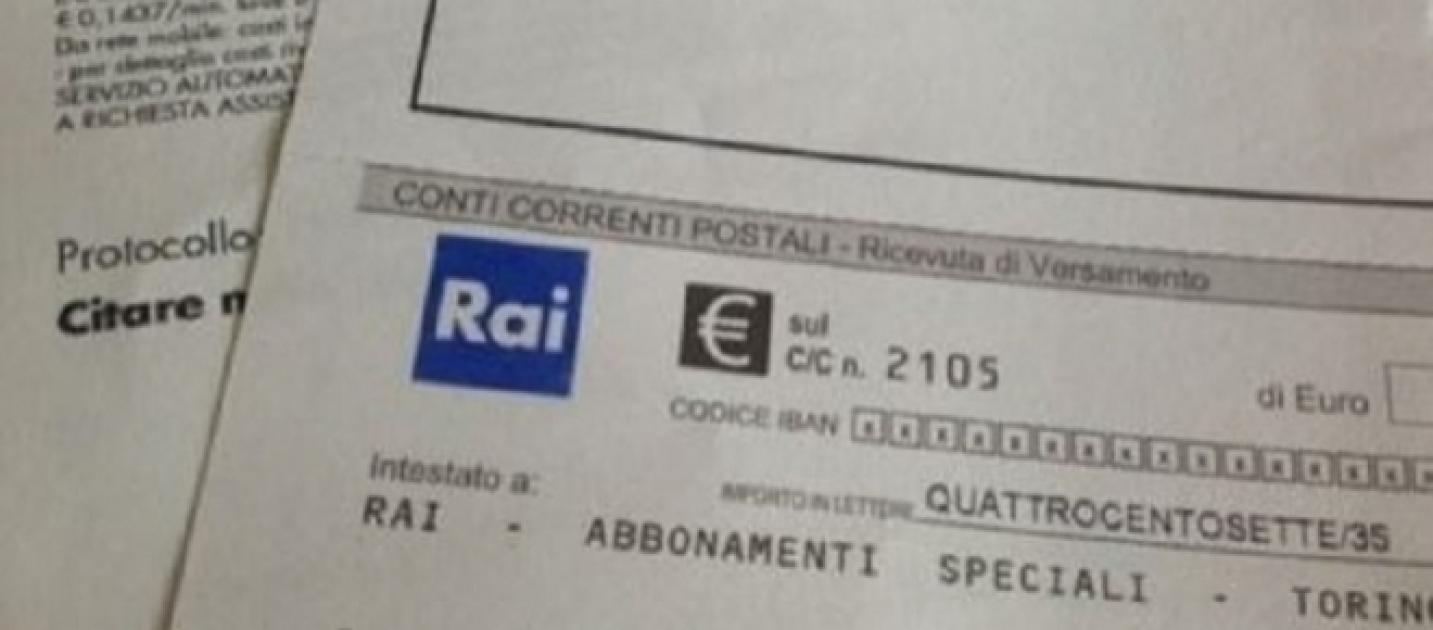 € 0,1437/min.
Da rete mobile: costi
- per dettaglio costi
SERVIZIO AUTOMAT
A RICHIESTA ASSIS
Protocollo
Citare n
CONTI CORRENTI POSTALI - Ricevuta di Versamento
Rai
€ sul
C/C n. 2105
di Euro
CODICE IBAN x x x x x x x x x x x x x x x x
Intestato a:
IMPORTO IN LETTERE QUATTROCENTOSETTE/35
RAI - ABBONAMENTI SPECIALI - TORINO